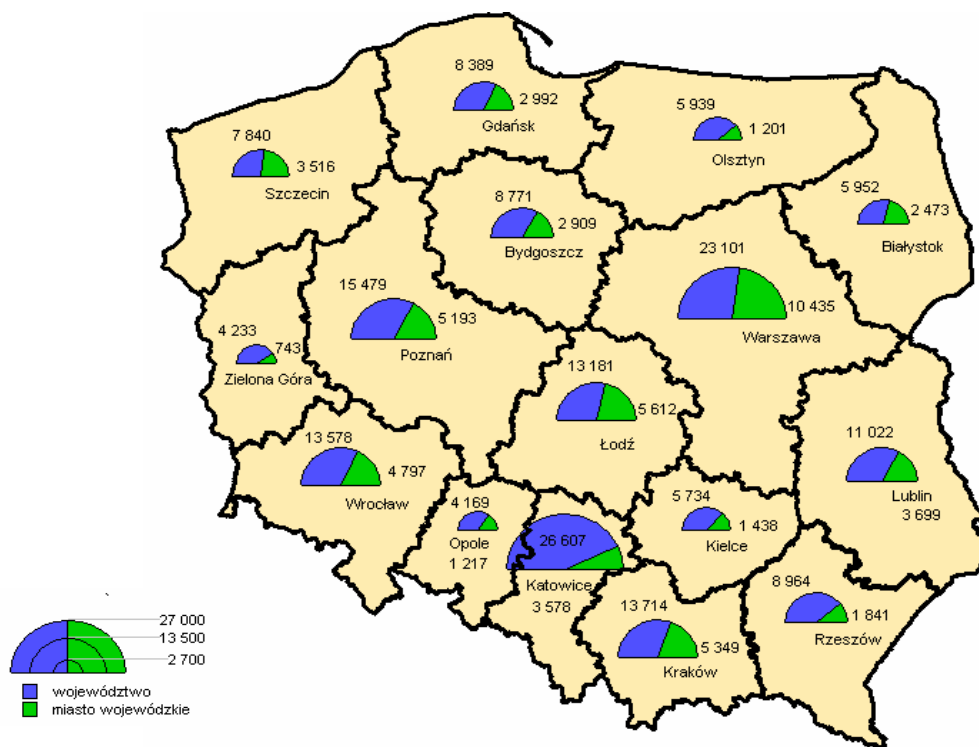 8 389
2 992
Gdańsk
5 939
1 201
Olsztyn
7 840
3 516
Szczecin
5 952
2 473
Białystok
8 771
2 909
Bydgoszcz
23 101
10 435
Warszawa
15 479
5 193
Poznań
4 233
743
Zielona Góra
13 181
5 612
Łodź
13 578
4 797
Wrocław
11 022
Lublin
3 699
4 169
Opole
1 217
26 607
Katowice
3 578
5 734
1 438
Kielce
8 964
1 841
Rzeszów
13 714
5 349
Kraków
27 000
13 500
2 700
województwo
miasto wojewódzkie